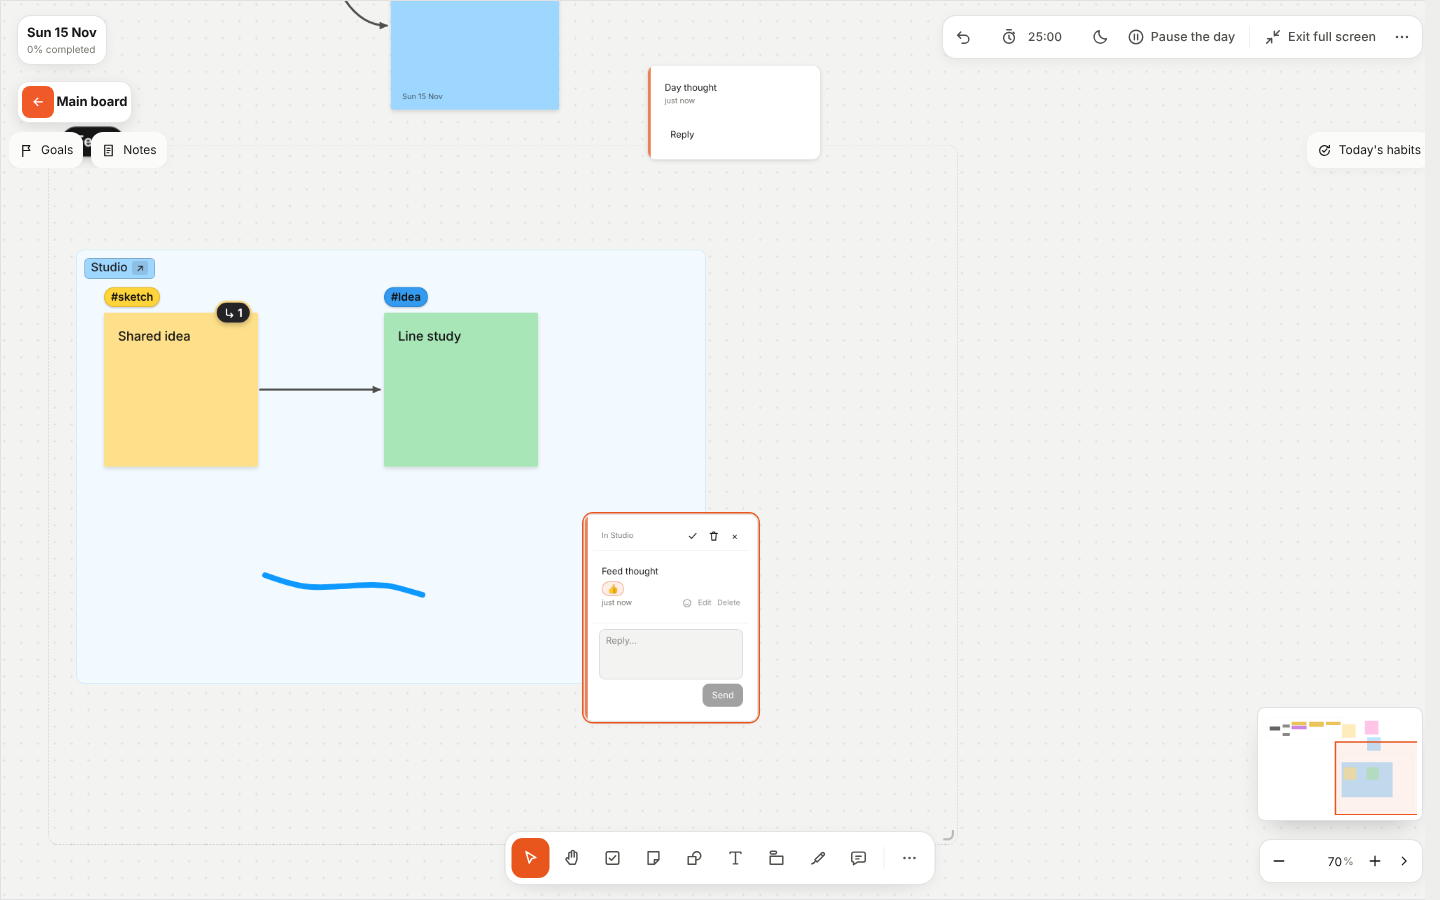 Sun 15 Nov
0% completed
Main board
Goals
Notes
25:00
Pause the day
Exit full screen
Today's habits
Sun 15 Nov
Day thought
just now
Reply
Studio
#sketch
1
Shared idea
#Idea
Line study
In Studio
Feed thought
👍
just now
Edit
Delete
Reply...
Send
70%